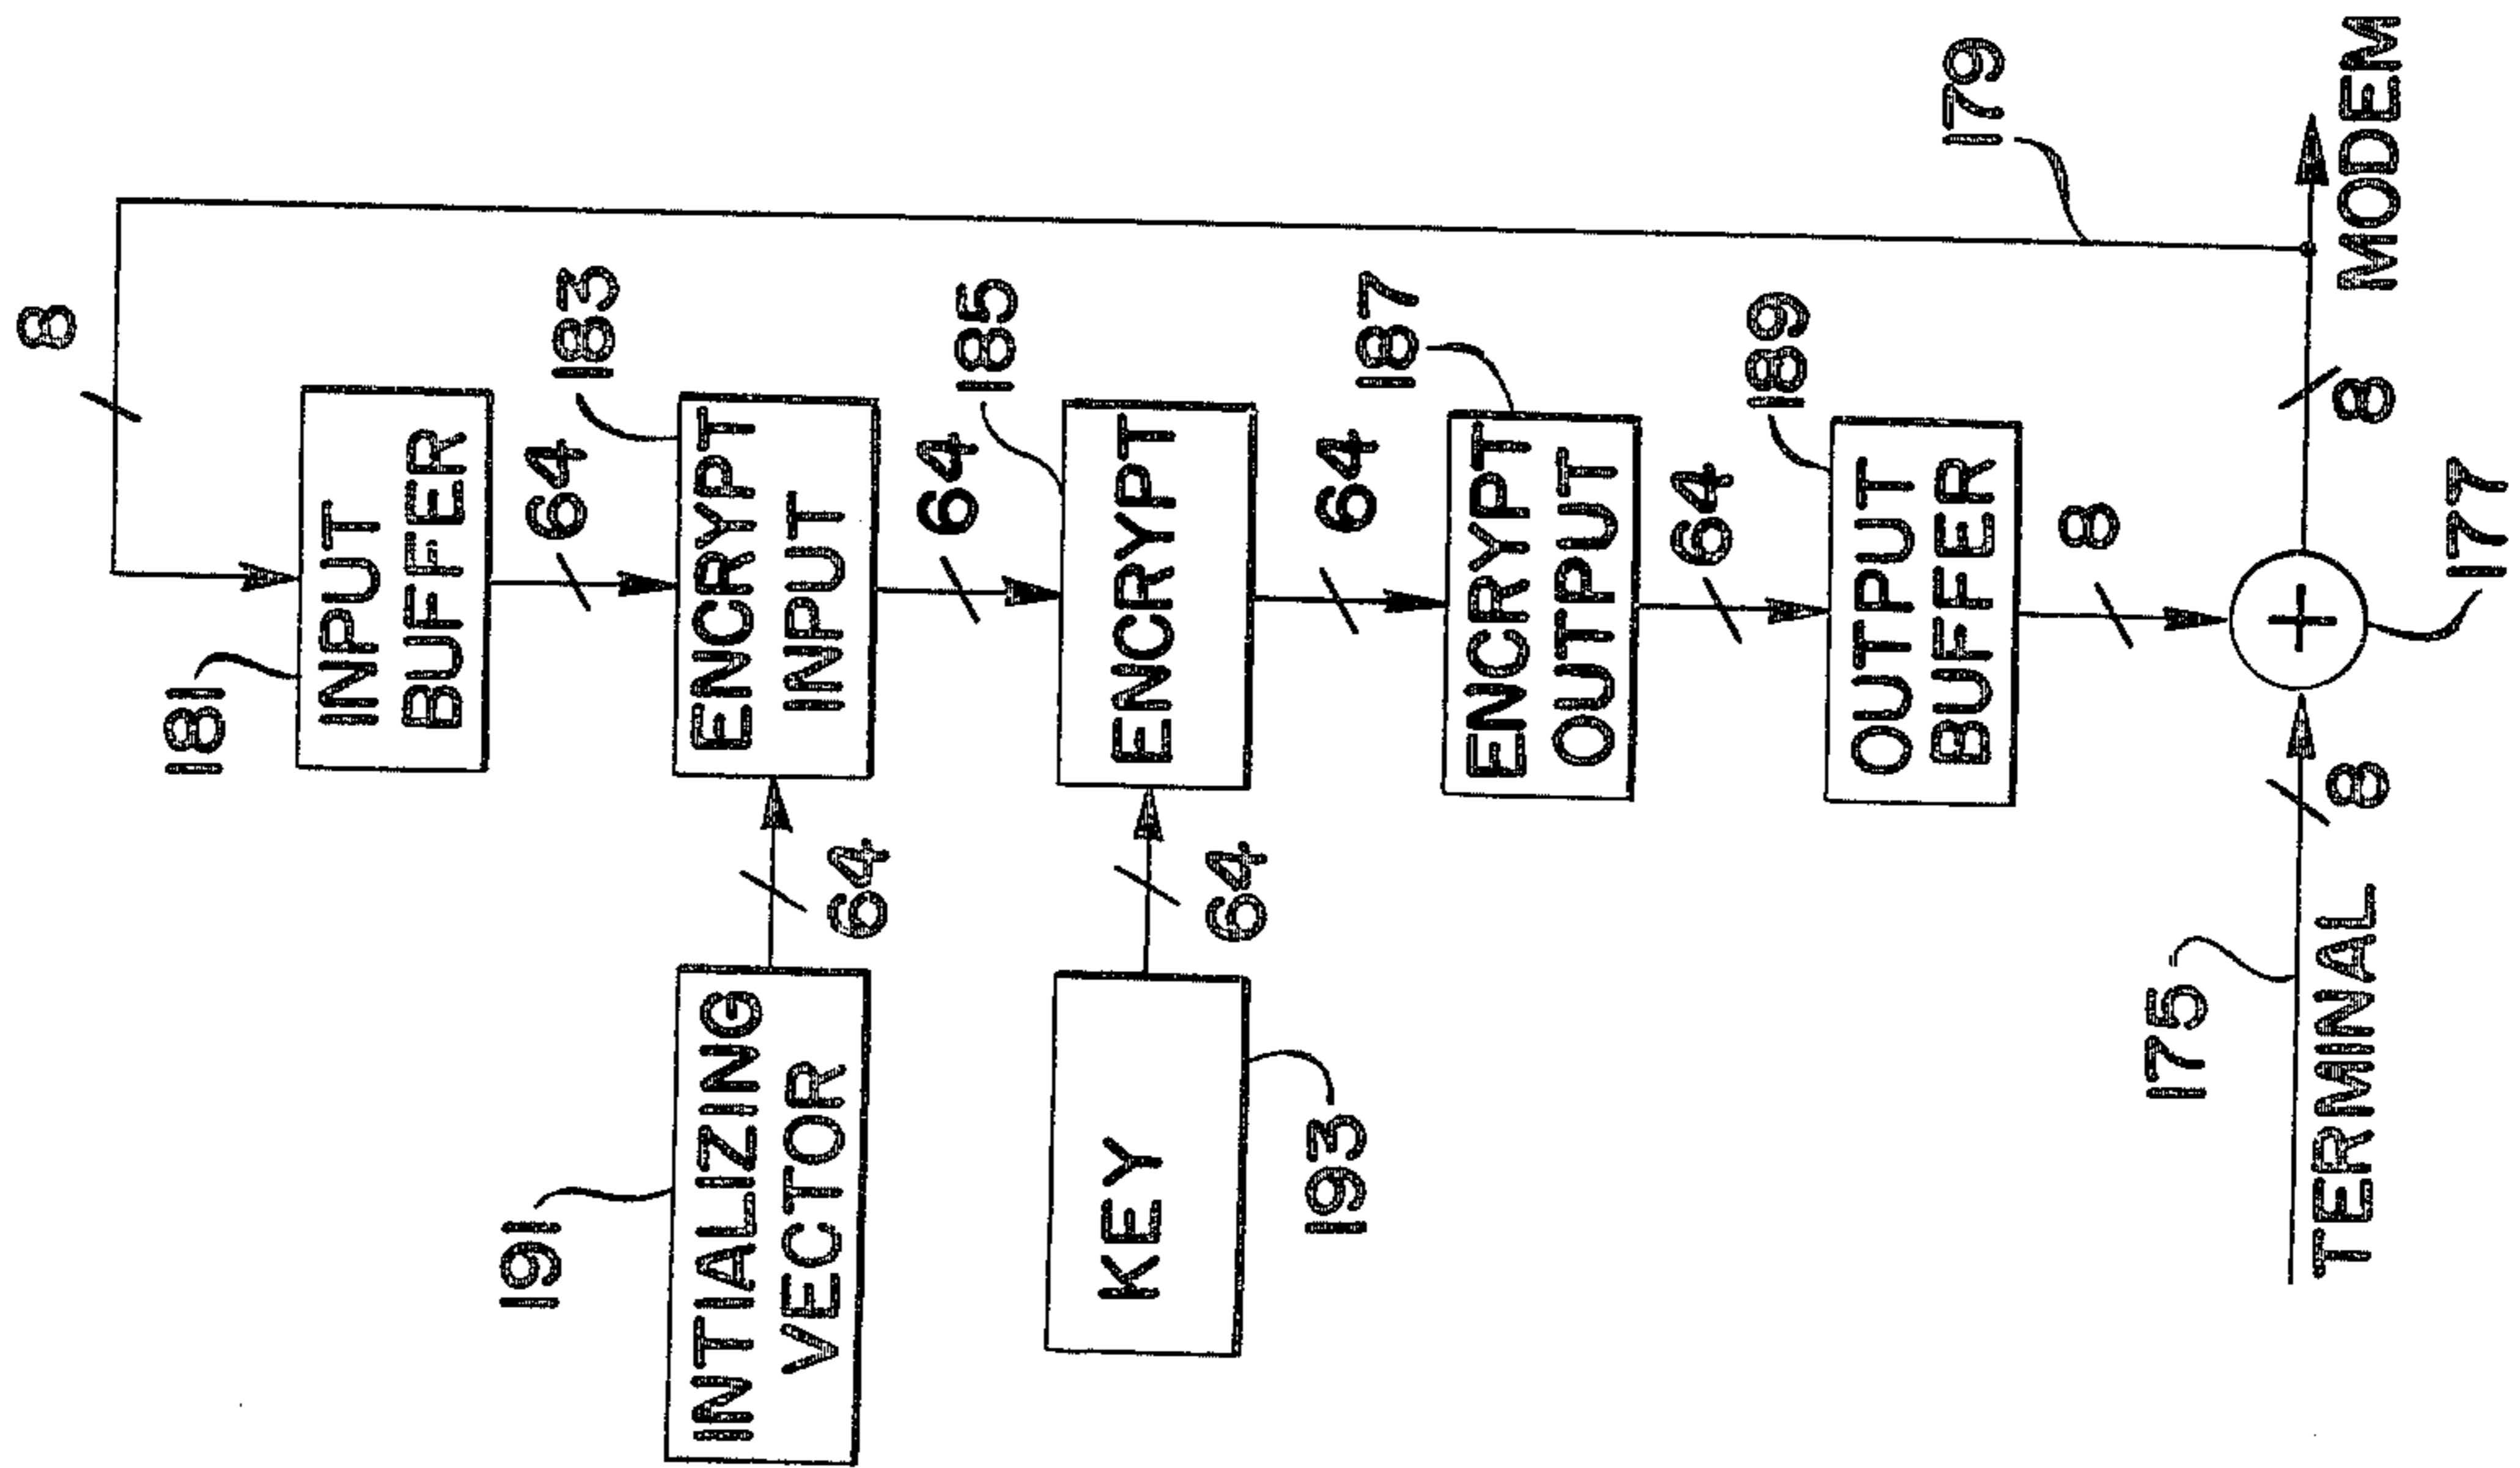 8
181
INPUT
BUFFER
64
183
191
INTIALIZING
VECTOR
64
ENCRYPT
INPUT
64
185
KEY
193
64
ENCRYPT
64
187
ENCRYPT
OUTPUT
64
189
OUTPUT
BUFFER
8
179
175
TERMINAL
8
8
MODEM
177